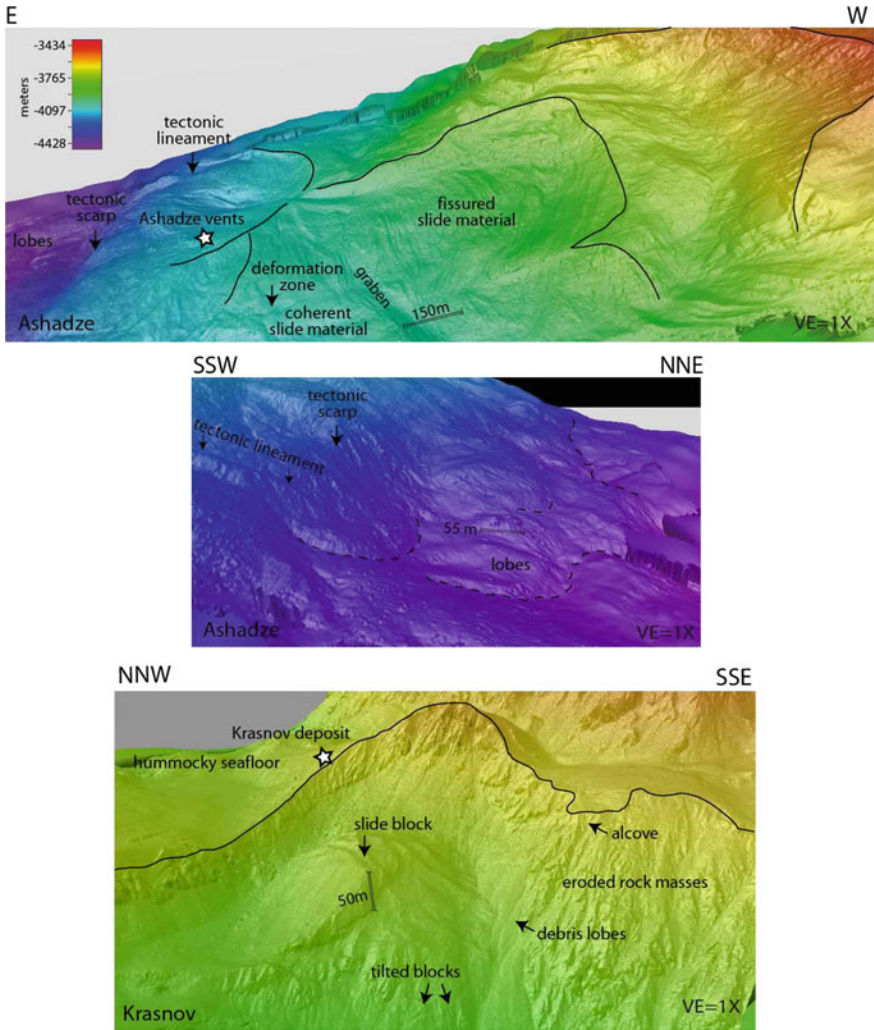 E
W
-3434
-3765
-4097
-4428
meters
tectonic
lineament
tectonic
scarp
Ashadze vents
lobes
fissured
slide material
deformation
zone
graben
coherent
slide material
150m
Ashadze
VE=1X
SSW
NNE
tectonic
scarp
tectonic lineament
55 m
lobes
Ashadze
VE=1X
NNW
SSE
Krasnov deposit
hummocky seafloor
slide block
alcove
50m
eroded rock masses
debris lobes
tilted blocks
Krasnov
VE=1X